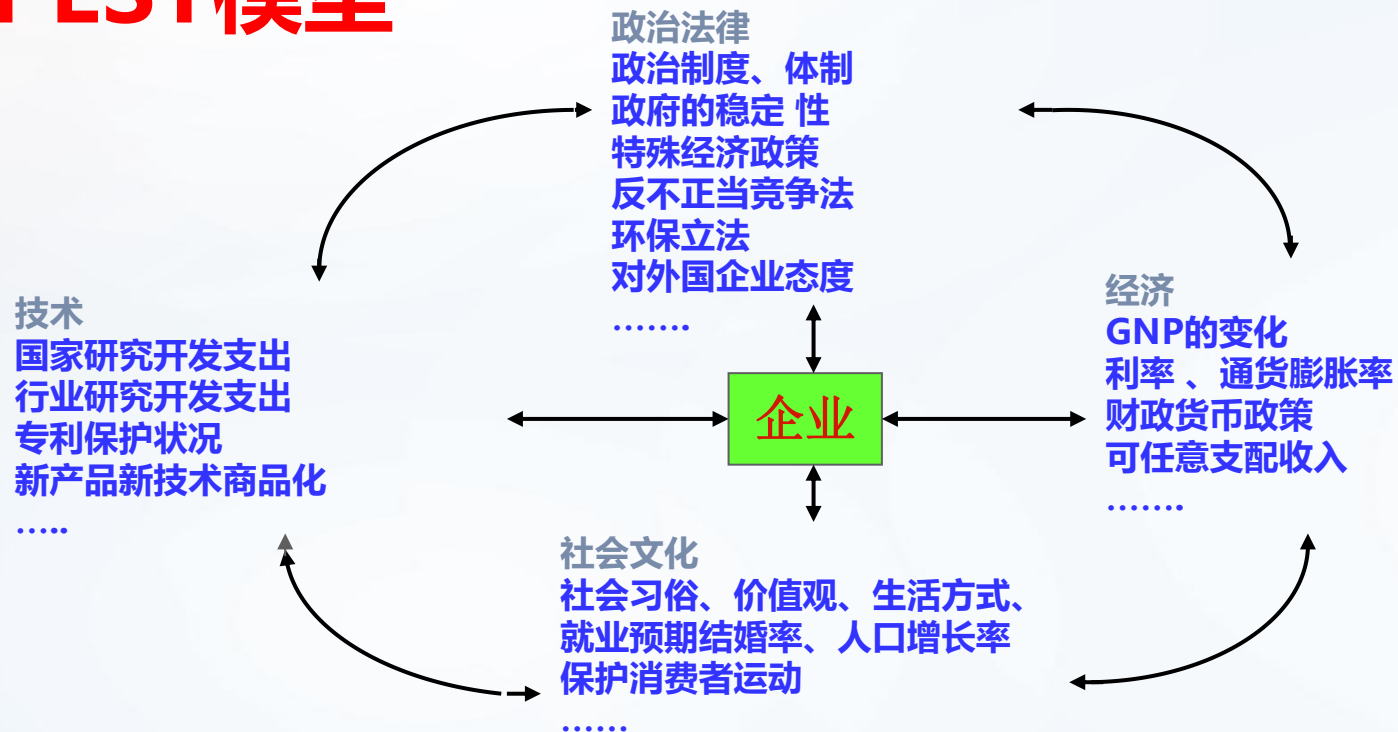 PEST模型
政治法律
政治制度、体制
政府的稳定 性
特殊经济政策
反不正当竞争法
环保立法
对外国企业态度
…….
技术
国家研究开发支出
行业研究开发支出
专利保护状况
新产品新技术商品化
…..
企业
经济
GNP的变化
利率 、通货膨胀率
财政货币政策
可任意支配收入
…….
社会文化
社会习俗、价值观、生活方式、
就业预期结婚率、人口增长率
保护消费者运动
……